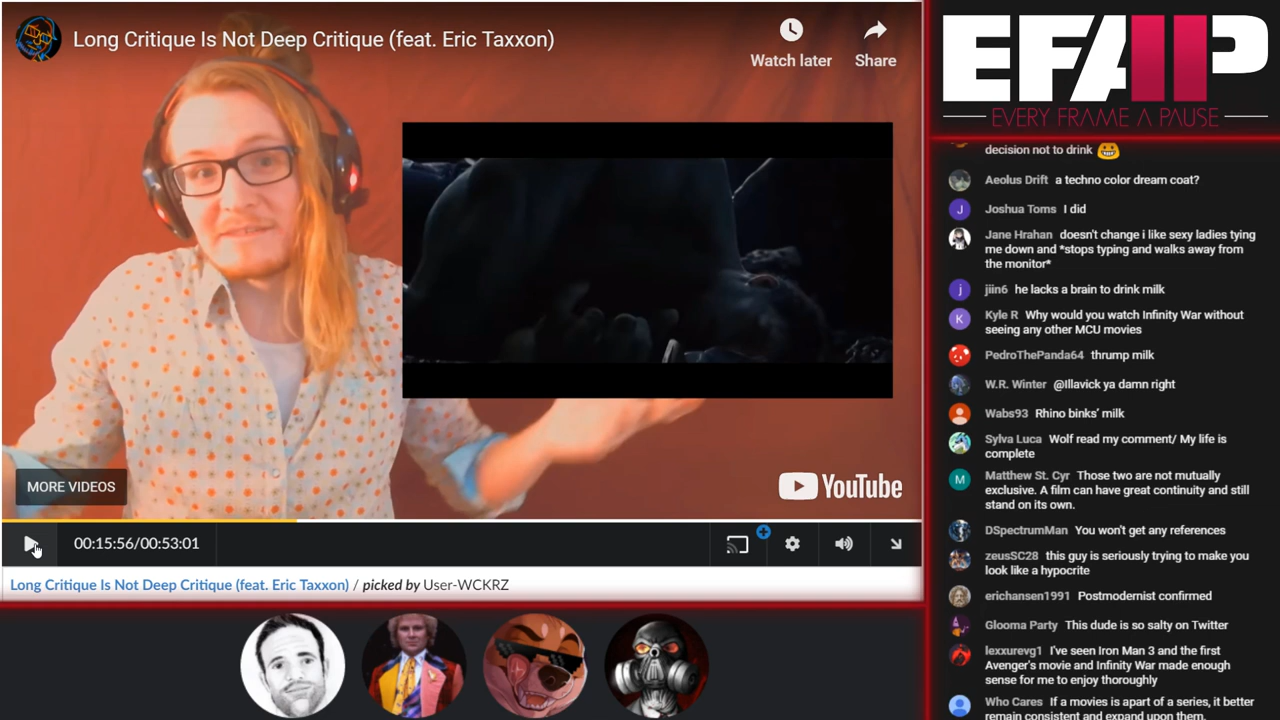 Long Critique Is Not Deep Critique (feat. Eric Taxxon)
Watch later
Share
MORE VIDEOS
YouTube
00:15:56/00:53:01
Long Critique Is Not Deep Critique (feat. Eric Taxxon) / picked by User-WCKRZ
EFAP
EVERY FRAME A PAUSE
decision not to drink
Aeolus Drift a techno color dream coat?
J Joshua Toms I did
Jane Hrahan doesn't change i like sexy ladies tying
me down and *stops typing and walks away from
the monitor*
j jiin6 he lacks a brain to drink milk
K Kyle R Why would you watch Infinity War without
seeing any other MCU movies
PedroThePanda64 thrump milk
W.R. Winter @Illavick ya damn right
Wabs93 Rhino binks' milk
Sylva Luca Wolf read my comment/ My life is
complete
M Matthew St. Cyr Those two are not mutually
exclusive. A film can have great continuity and still
stand on its own.
DSpectrumMan You won't get any references
zeusSC28 this guy is seriously trying to make you
look like a hypocrite
erichansen1991 Postmodernist confirmed
Glooma Party This dude is so salty on Twitter
lexxurevg1 I've seen Iron Man 3 and the first
Avenger's movie and Infinity War made enough
sense for me to enjoy thoroughly
Who Cares If a movies is apart of a series, it better
remain consistent and expand upon them.